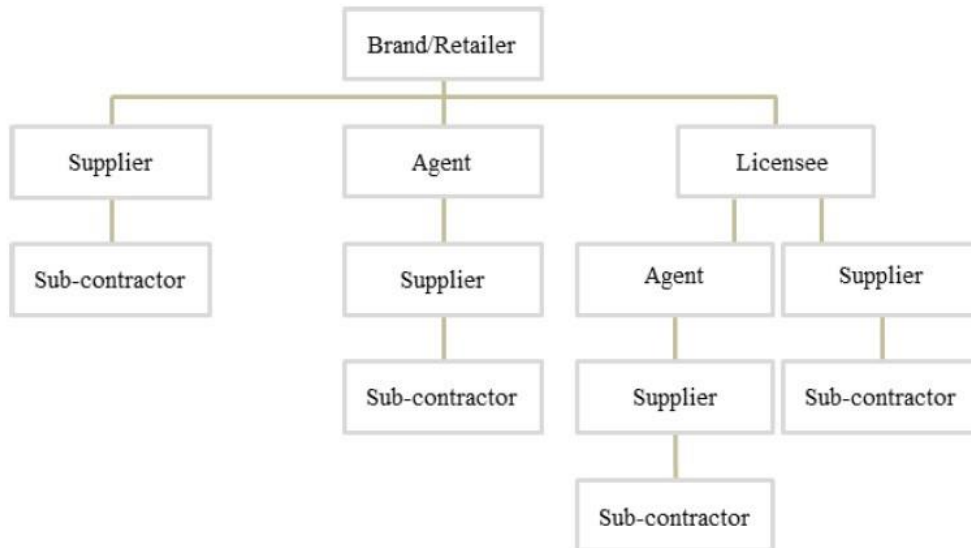 Brand/Retailer
Supplier
Agent
Licensee
Sub-contractor
Supplier
Agent
Supplier
Sub-contractor
Supplier
Sub-contractor
Sub-contractor